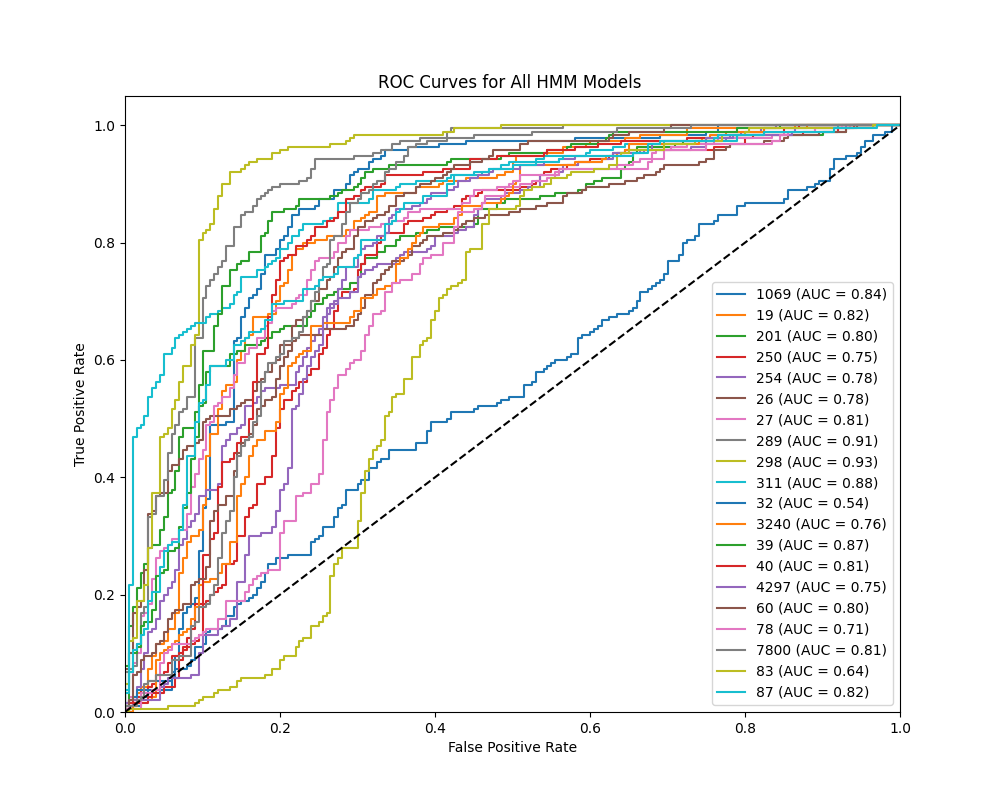 ROC Curves for All HMM Models
True Positive Rate
1.0
0.8
0.6
0.4
0.2
0.0
0.0 0.2 0.4 0.6 0.8 1.0
False Positive Rate
1069 (AUC = 0.84)
19 (AUC = 0.82)
201 (AUC = 0.80)
250 (AUC = 0.75)
254 (AUC = 0.78)
26 (AUC = 0.78)
27 (AUC = 0.81)
289 (AUC = 0.91)
298 (AUC = 0.93)
311 (AUC = 0.88)
32 (AUC = 0.54)
3240 (AUC = 0.76)
39 (AUC = 0.87)
40 (AUC = 0.81)
4297 (AUC = 0.75)
60 (AUC = 0.80)
78 (AUC = 0.71)
7800 (AUC = 0.81)
83 (AUC = 0.64)
87 (AUC = 0.82)